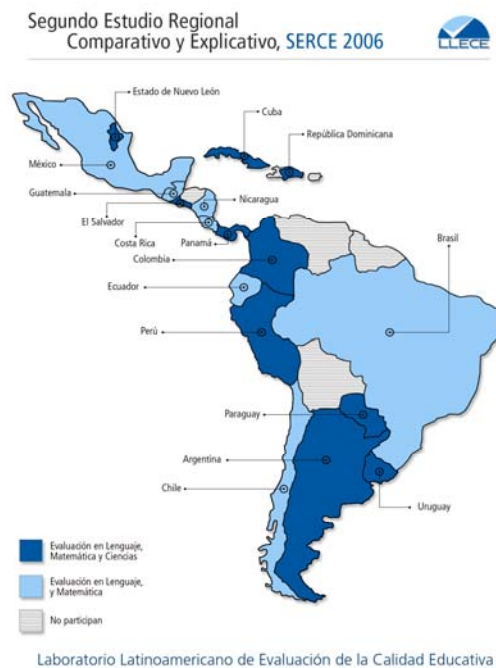 Segundo Estudio Regional
Comparativo y Explicativo, SERCE 2006
LLECE
Estado de Nuevo León
Cuba
República Dominicana
México
Guatemala
Nicaragua
El Salvador
Costa Rica
Panamá
Colombia
Brasil
Ecuador
Perú
Paraguay
Argentina
Chile
Uruguay
Evaluación en Lenguaje,
Matemática y Ciencias
Evaluación en Lenguaje,
y Matemática
No participan
Laboratorio Latinoamericano de Evaluación de la Calidad Educativa